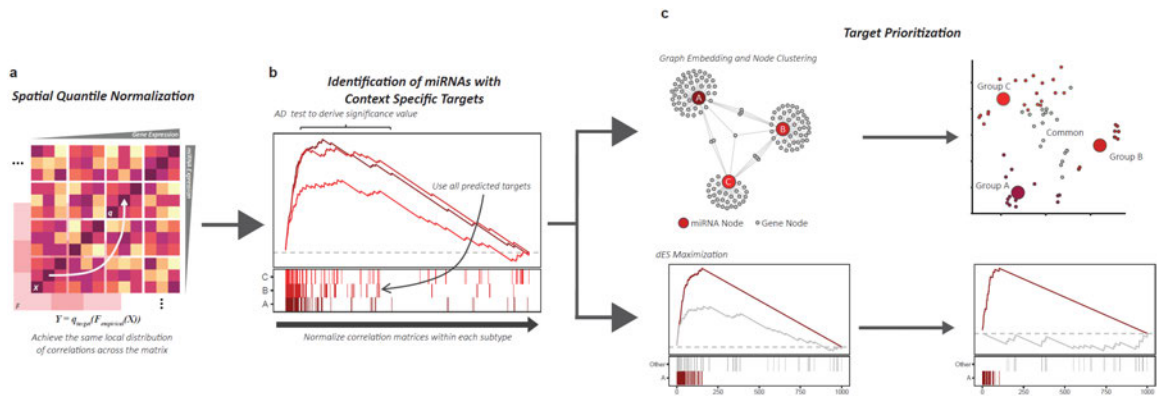 a
Spatial Quantile Normalization
Gene Expression
miRNA Expression
...
q
X
F
...
Y = q_target(F_empirical(X))
Achieve the same local distribution
of correlations across the matrix
b
Identification of miRNAs with
Context Specific Targets
AD test to derive significance value
Use all predicted targets
C
B
A
Normalize correlation matrices within each subtype
c
Target Prioritization
Graph Embedding and Node Clustering
A
B
C
miRNA Node
Gene Node
Group C
Common
Group B
Group A
dES Maximization
Other
A
0
250
500
750
1000
Other
A
0
250
500
750
1000